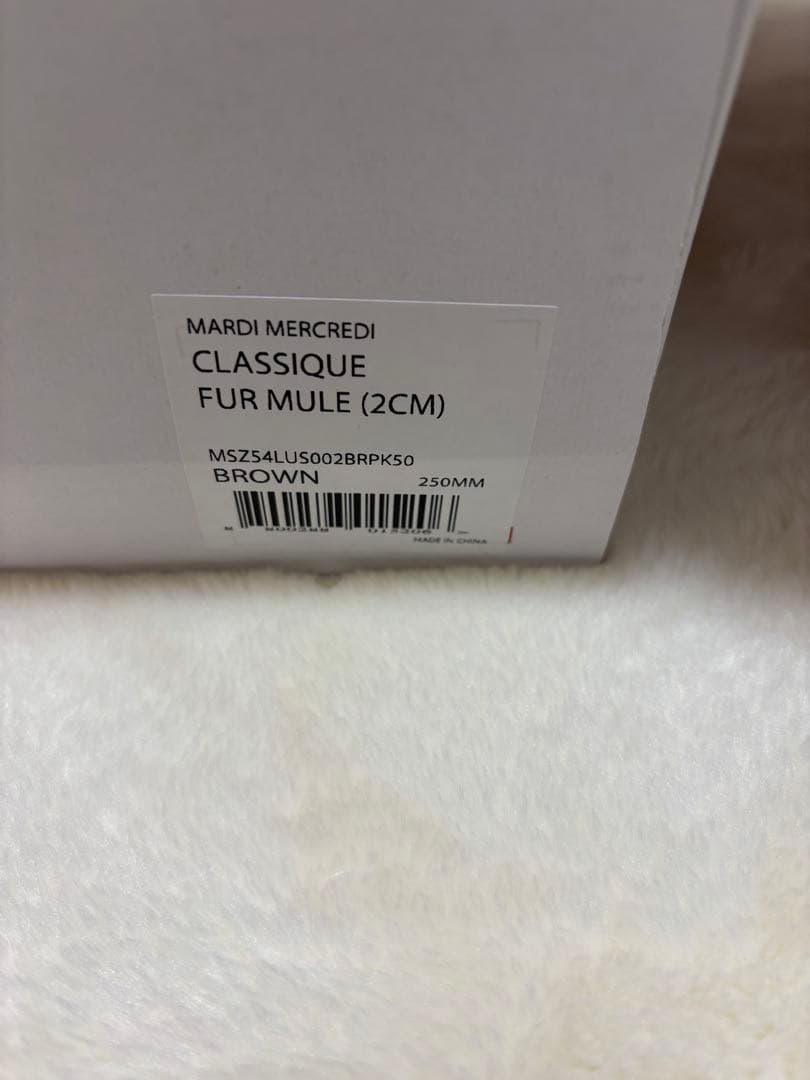 MARDI MERCREDI
CLASSIQUE
FUR MULE (2CM)
MSZ54LUS002BRPK50
BROWN 250MM
MADE IN CHINA